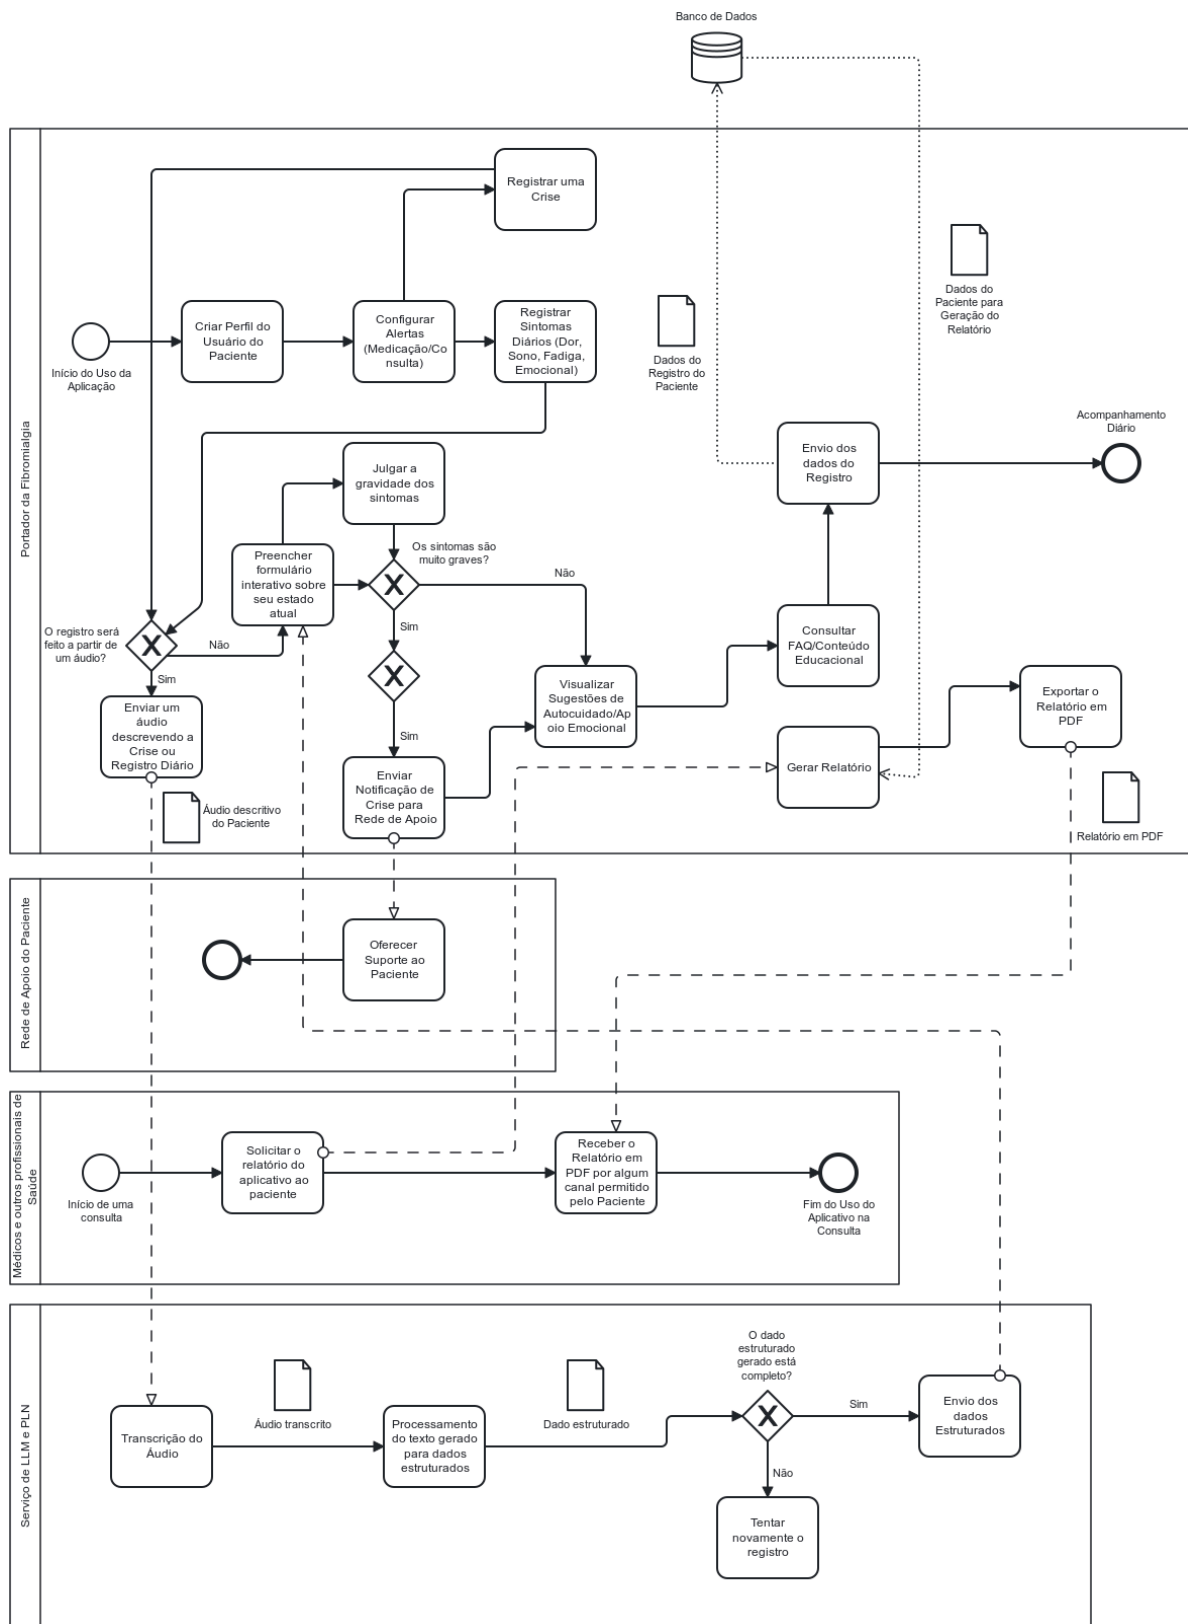 Banco de Dados
Portador da Fibromialgia
Registrar uma
Crise
Dados do
Paciente para
Geração do
Relatório
Início do Uso da
Aplicação
Criar Perfil do
Usuário do
Paciente
Configurar
Alertas
(Medicação/Co
nsulta)
Registrar
Sintomas
Diários (Dor,
Sono, Fadiga,
Emocional)
Dados do
Registro do
Paciente
Acompanhamento
Diário
Julgar a
gravidade dos
sintomas
Envio dos
dados do
Registro
Os sintomas são
muito graves?
Preencher
formulário
interativo sobre
seu estado
atual
Não
Sim
O registro será
feito a partir de
um áudio?
Não
Sim
Consultar
FAQ/Conteúdo
Educacional
Enviar um
áudio
descrevendo a
Crise ou
Registro Diário
Visualizar
Sugestões de
Autocuidado/Ap
oio Emocional
Exportar o
Relatório em
PDF
Sim
Enviar
Notificação de
Crise para
Rede de Apoio
Gerar Relatório
Áudio descritivo
do Paciente
Relatório em PDF
Rede de Apoio do Paciente
Oferecer
Suporte ao
Paciente
Médicos e outros profissionais de
Saúde
Início de uma
consulta
Solicitar o
relatório do
aplicativo ao
paciente
Receber o
Relatório em
PDF por algum
canal permitido
pelo Paciente
Fim do Uso do
Aplicativo na
Consulta
Serviço de LLM e PLN
Transcrição do
Áudio
Áudio transcrito
Processamento
do texto gerado
para dados
estruturados
Dado estruturado
O dado
estruturado
gerado está
completo?
Sim
Envio dos
dados
Estruturados
Não
Tentar
novamente o
registro